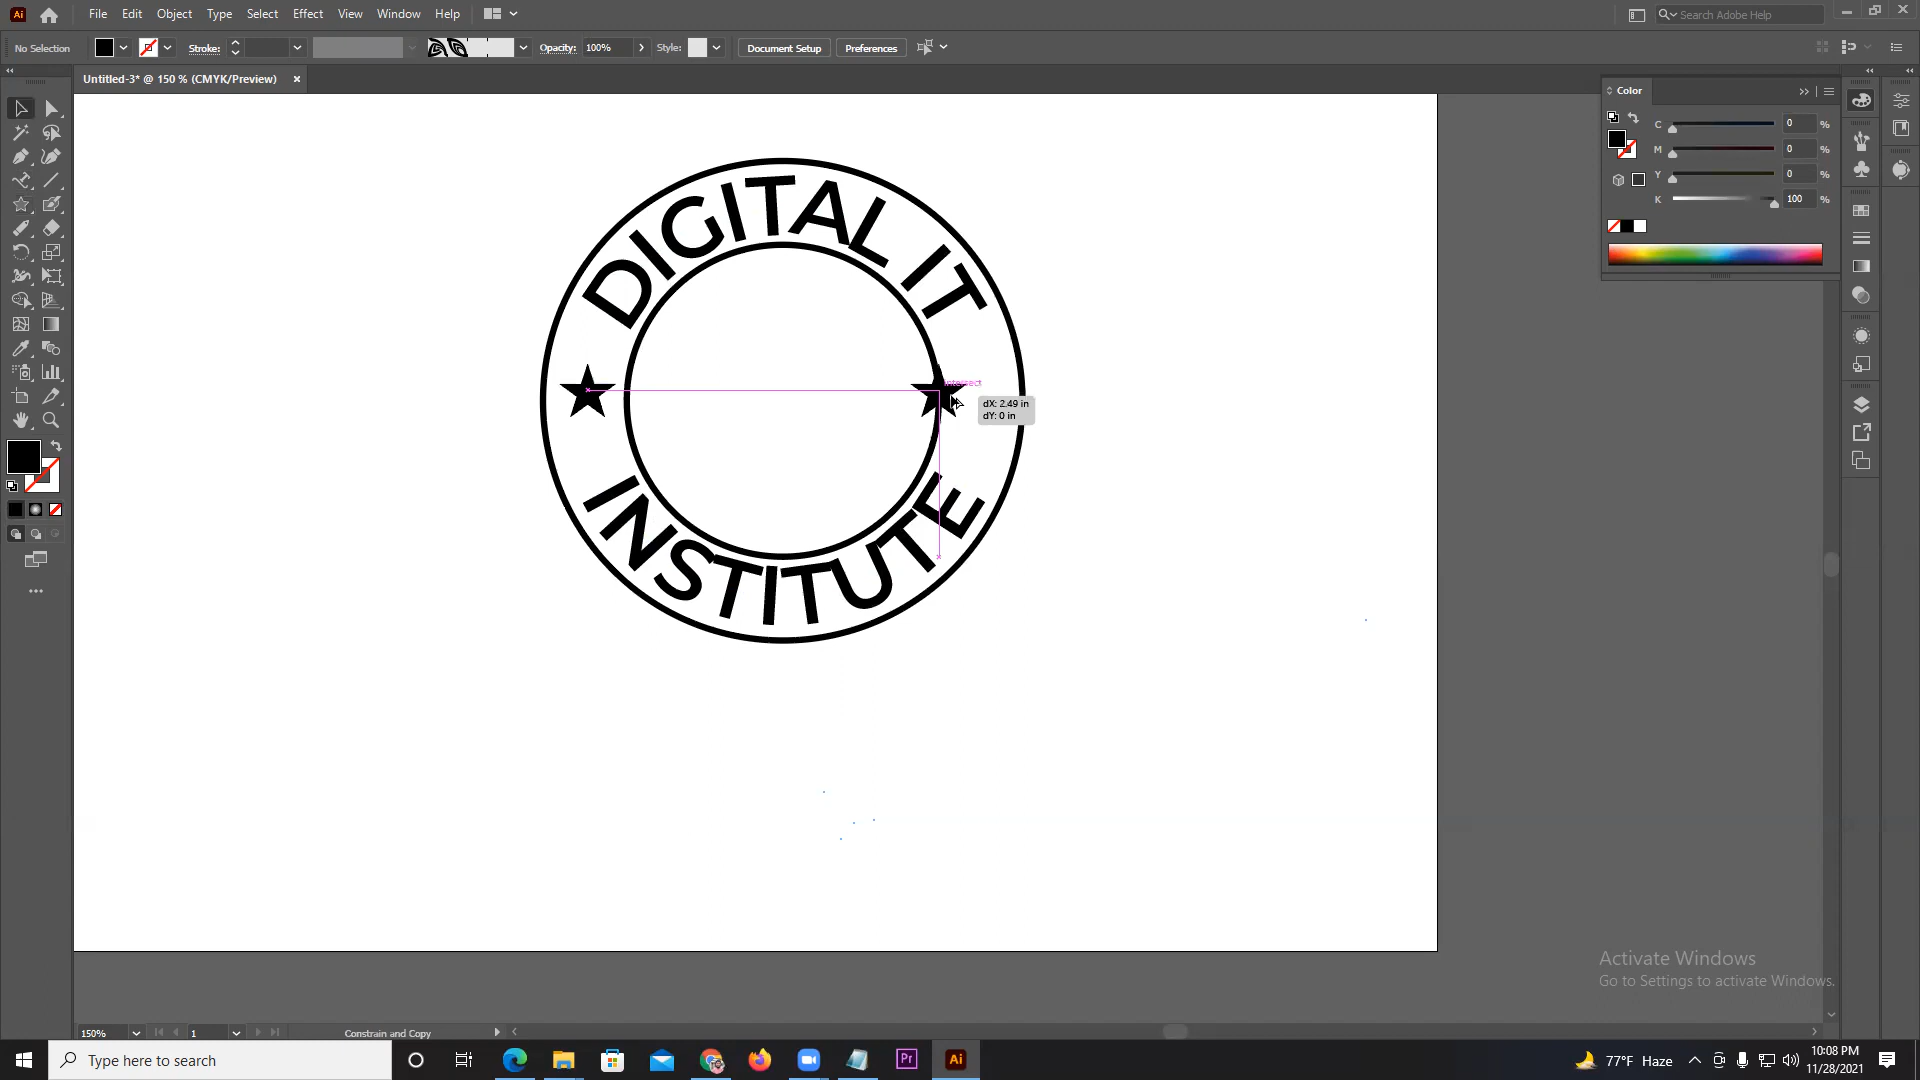 Ai File Edit Object Type Select Effect View Window Help Search Adobe Help
No Selection Stroke: Opacity: 100% Style: Document Setup Preferences
Untitled-3* @ 150 % (CMYK/Preview) ×
Color
C 0 %
M 0 %
Y 0 %
K 100 %
DIGITAL IT
intersect
dX: 2.49 in
dY: 0 in
INSTITUTE
Activate Windows
Go to Settings to activate Windows.
150% 1 Constrain and Copy
Type here to search Pr Ai 77°F Haze 10:08 PM
11/28/2021